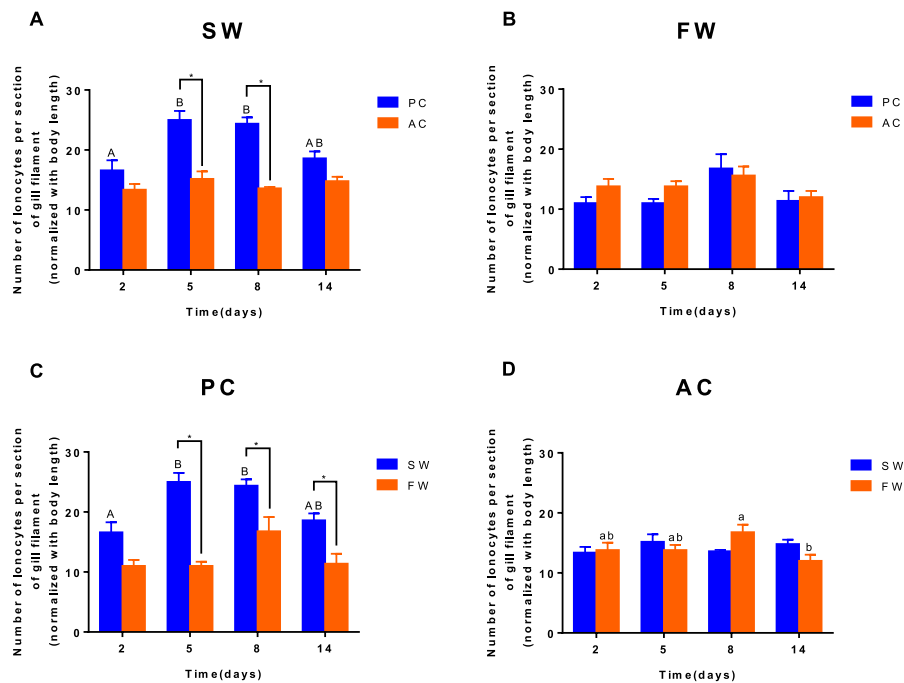 A
SW
Number of Ionocytes per section
of gill filament
(normalized with body length)
30
20
10
0
A
B
*
B
*
AB
PC
AC
2 5 8 14
Time(days)
B
FW
Number of Ionocytes per section
of gill filament
(normalized with body length)
30
20
10
0
PC
AC
2 5 8 14
Time(days)
C
PC
Number of Ionocytes per section
of gill filament
(normalized with body length)
30
20
10
0
A
B
*
B
*
AB
*
SW
FW
2 5 8 14
Time(days)
D
AC
Number of Ionocytes per section
of gill filament
(normalized with body length)
30
20
10
0
ab
ab
a
b
SW
FW
2 5 8 14
Time(days)